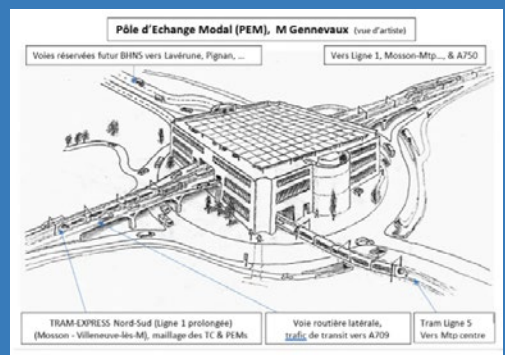 Pôle d'Echange Modal (PEM), M Gennevaux (vue d'artiste)
Voies réservées futur BHNS vers Lavérune, Pignan, ...
Vers Ligne 1, Mosson-Mtp..., & A750
TRAM-EXPRESS Nord-Sud (Ligne 1 prolongée)
(Mosson - Villeneuve-lès-M), maillage des TC & PEMs
Voie routière latérale,
trafic de transit vers A709
Tram Ligne 5
Vers Mtp centre